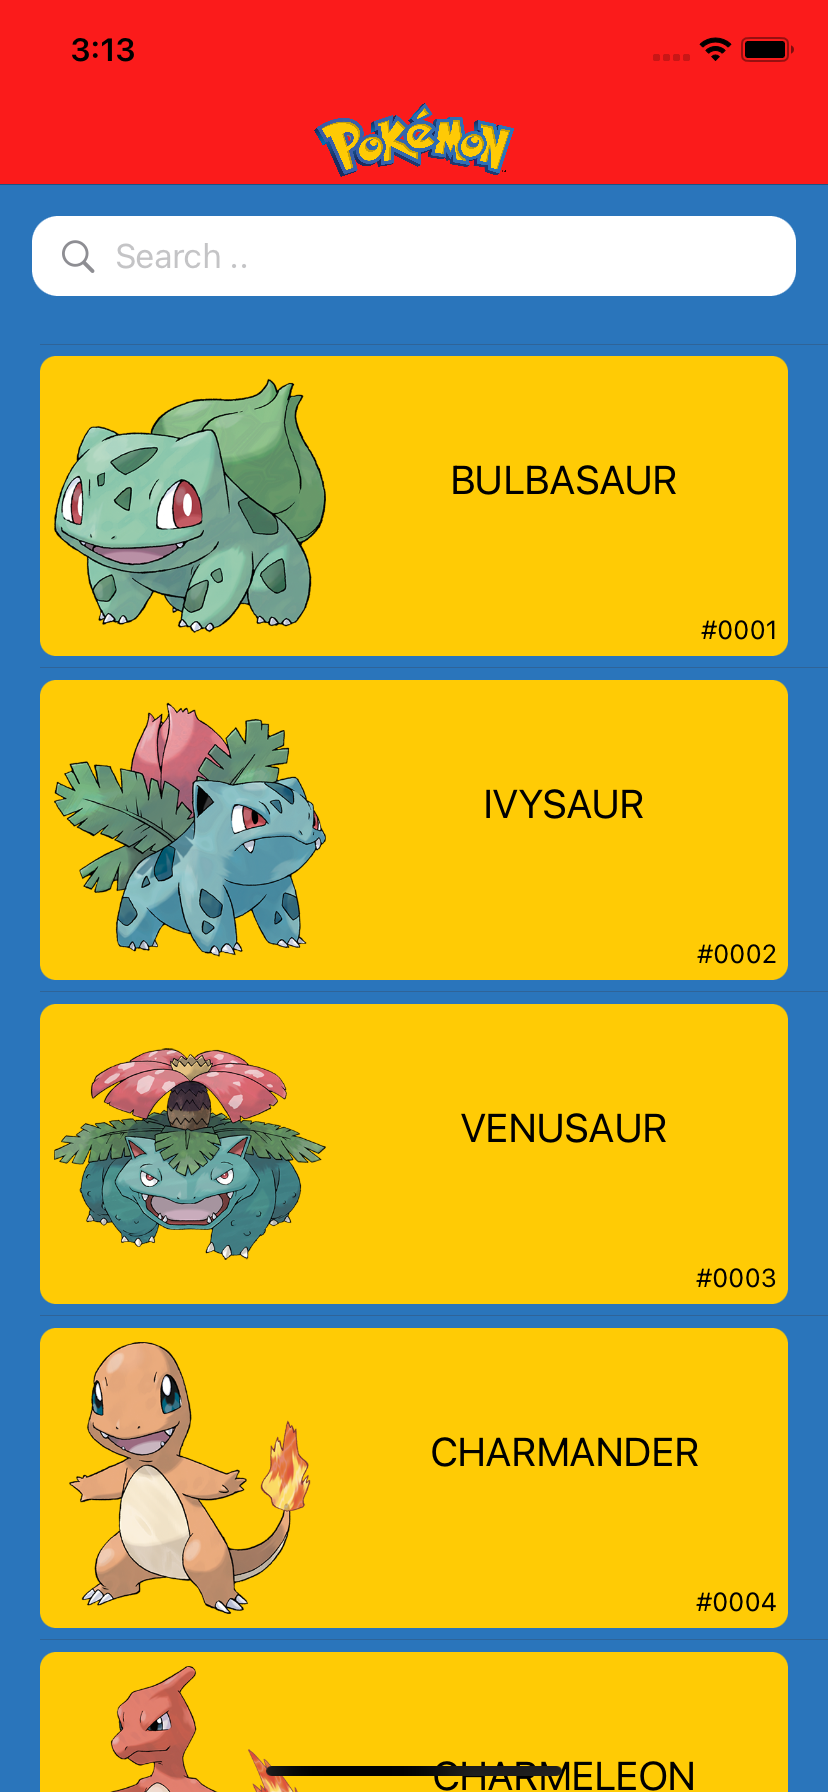 3:13
POKéMON
Search ..
BULBASAUR
#0001
IVYSAUR
#0002
VENUSAUR
#0003
CHARMANDER
#0004
CHARMELEON